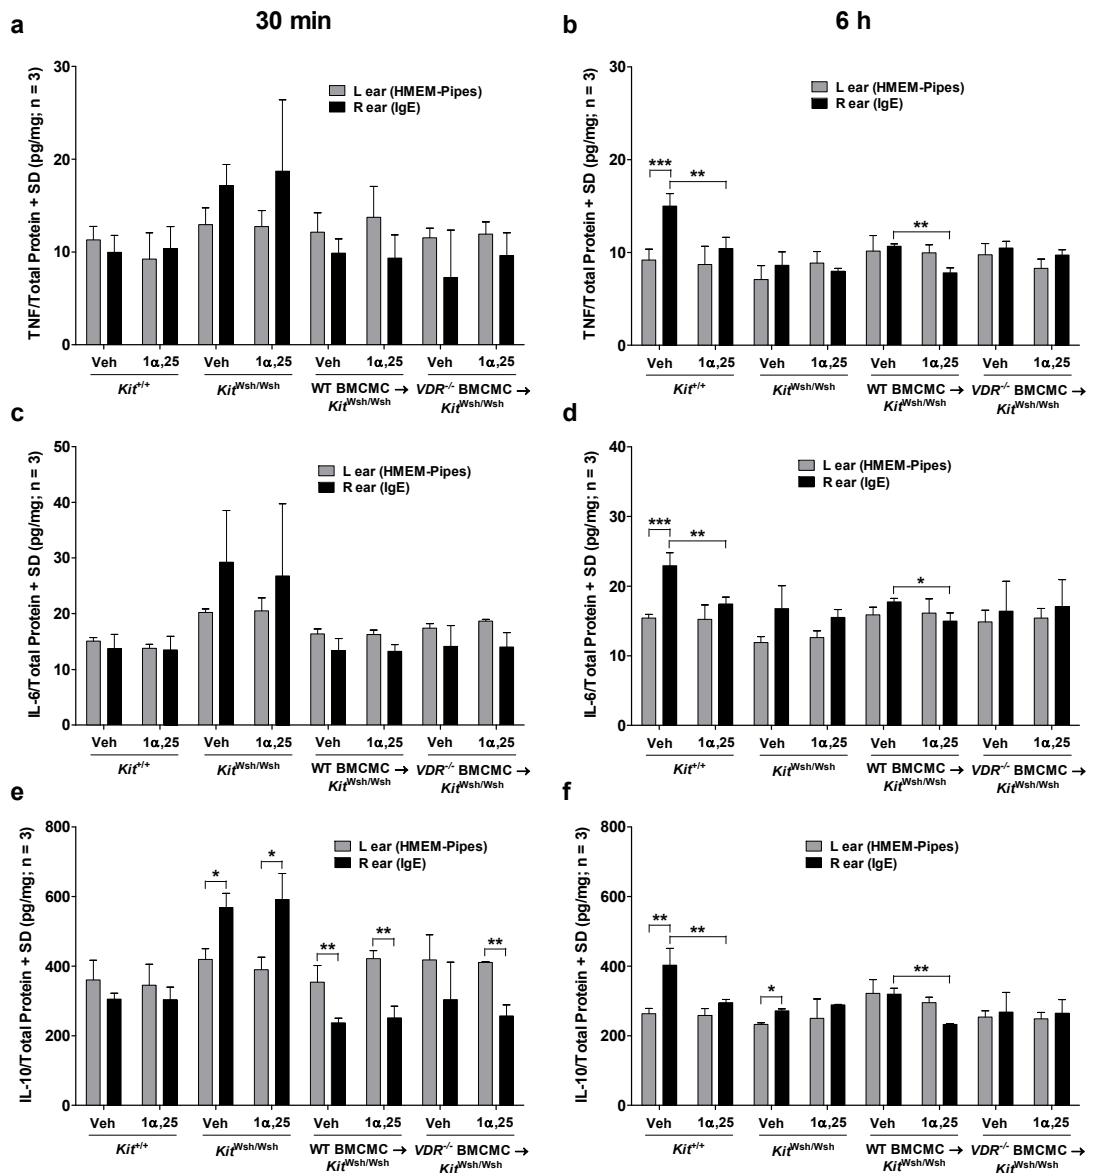 a
30 min
TNF/Total Protein + SD (pg/mg; n = 3)
30
20
10
0
L ear (HMEM-Pipes)
R ear (IgE)
Veh 1α,25 Veh 1α,25 Veh 1α,25 Veh 1α,25
Kit+/+ KitWsh/Wsh WT BMCMC → VDR-/- BMCMC →
KitWsh/Wsh KitWsh/Wsh
b
6 h
TNF/Total Protein + SD (pg/mg; n = 3)
30
20
10
0
L ear (HMEM-Pipes)
R ear (IgE)
*** ** **
Veh 1α,25 Veh 1α,25 Veh 1α,25 Veh 1α,25
Kit+/+ KitWsh/Wsh WT BMCMC → VDR-/- BMCMC →
KitWsh/Wsh KitWsh/Wsh
c
IL-6/Total Protein + SD (pg/mg; n = 3)
50
40
30
20
10
0
L ear (HMEM-Pipes)
R ear (IgE)
Veh 1α,25 Veh 1α,25 Veh 1α,25 Veh 1α,25
Kit+/+ KitWsh/Wsh WT BMCMC → VDR-/- BMCMC →
KitWsh/Wsh KitWsh/Wsh
d
IL-6/Total Protein + SD (pg/mg; n = 3)
40
30
20
10
0
L ear (HMEM-Pipes)
R ear (IgE)
*** ** *
Veh 1α,25 Veh 1α,25 Veh 1α,25 Veh 1α,25
Kit+/+ KitWsh/Wsh WT BMCMC → VDR-/- BMCMC →
KitWsh/Wsh KitWsh/Wsh
e
IL-10/Total Protein + SD (pg/mg; n = 3)
800
600
400
200
0
L ear (HMEM-Pipes)
R ear (IgE)
* * ** ** **
Veh 1α,25 Veh 1α,25 Veh 1α,25 Veh 1α,25
Kit+/+ KitWsh/Wsh WT BMCMC → VDR-/- BMCMC →
KitWsh/Wsh KitWsh/Wsh
f
IL-10/Total Protein + SD (pg/mg; n = 3)
800
600
400
200
0
L ear (HMEM-Pipes)
R ear (IgE)
** ** * **
Veh 1α,25 Veh 1α,25 Veh 1α,25 Veh 1α,25
Kit+/+ KitWsh/Wsh WT BMCMC → VDR-/- BMCMC →
KitWsh/Wsh KitWsh/Wsh